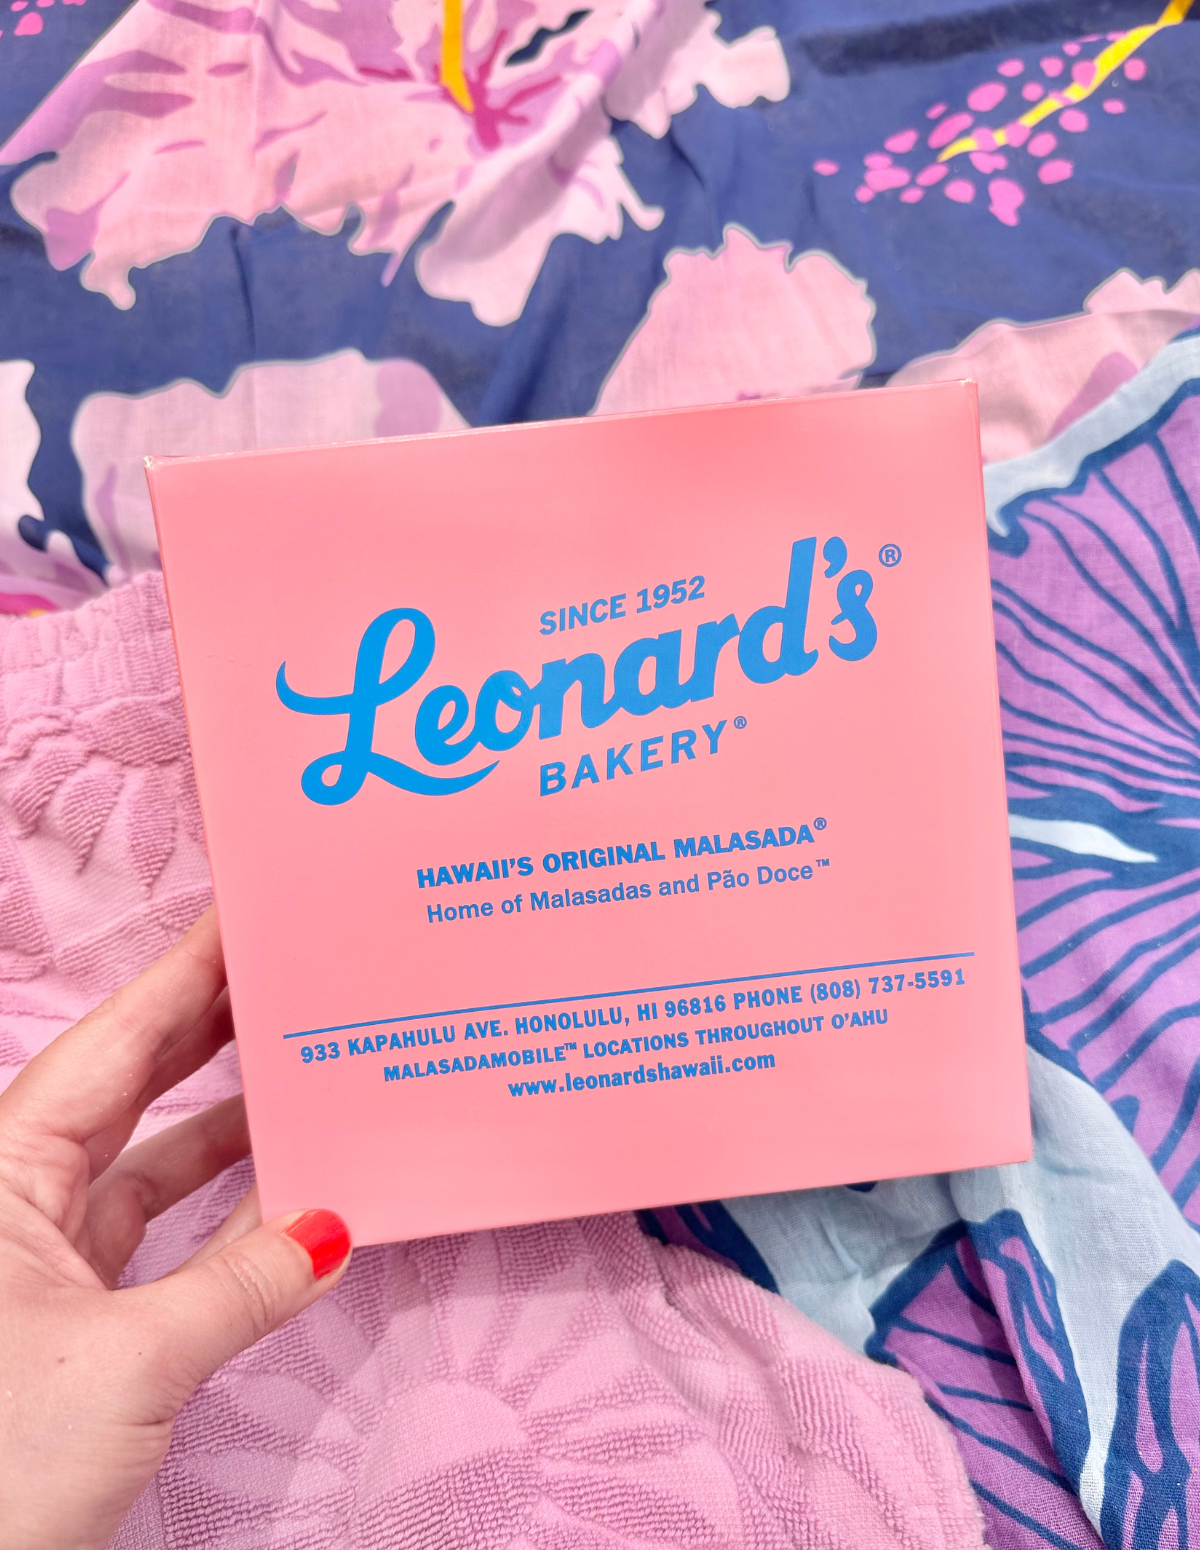 SINCE 1952
Leonard's®
BAKERY®
HAWAII'S ORIGINAL MALASADA®
Home of Malasadas and Pão Doce™
933 KAPAHULU AVE. HONOLULU, HI 96816 PHONE (808) 737-5591
MALASADAMOBILE™ LOCATIONS THROUGHOUT O'AHU
www.leonardshawaii.com